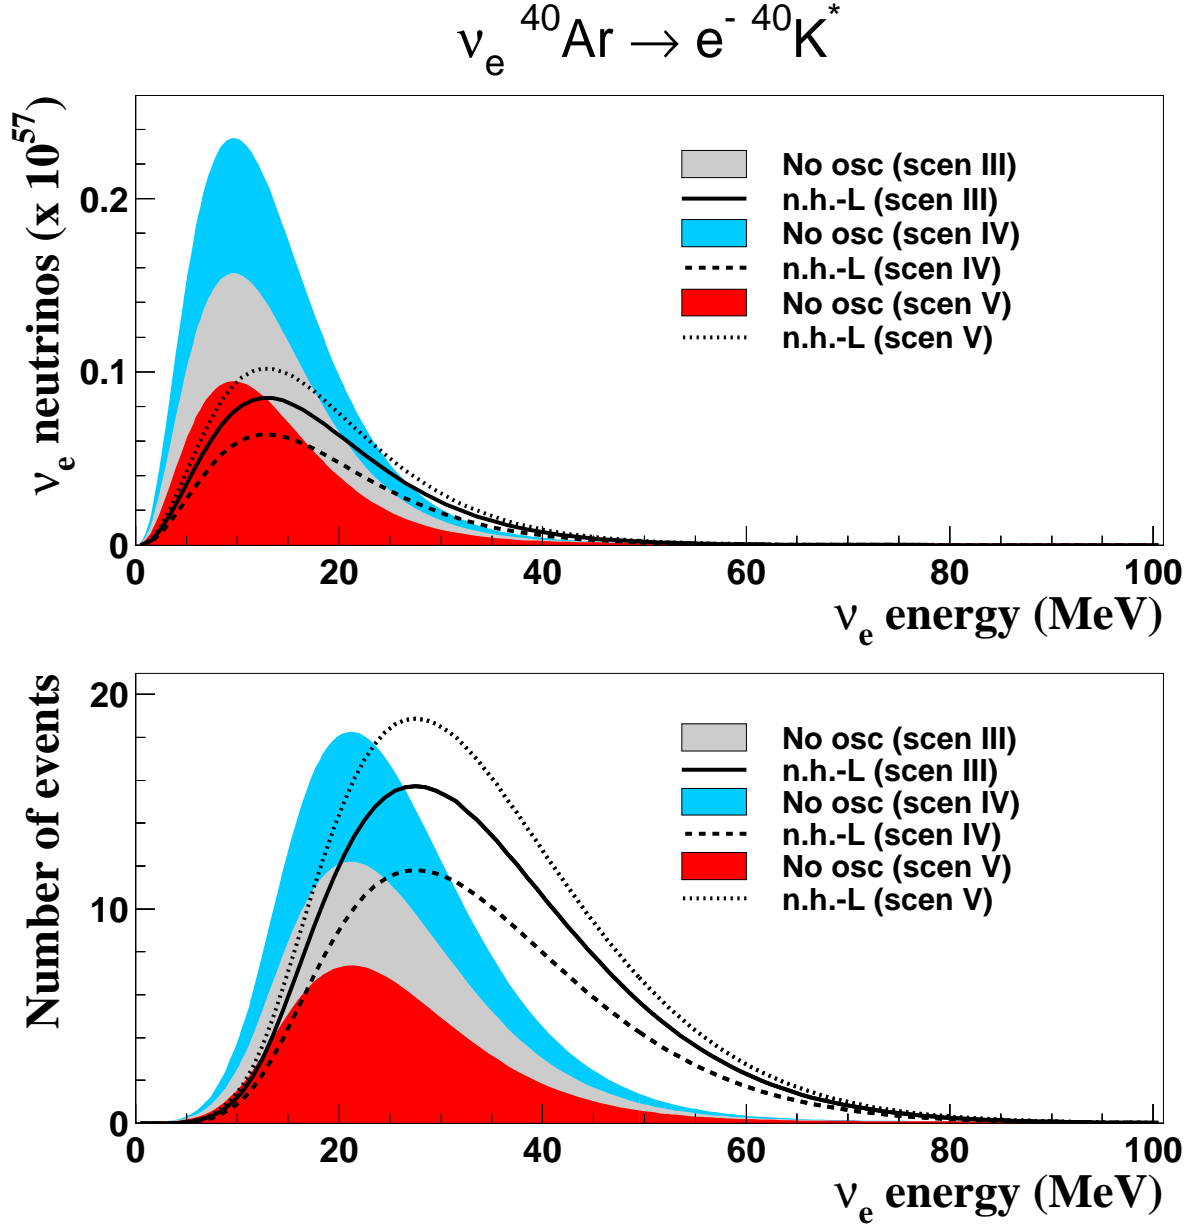 νe 40Ar → e- 40K*
νe neutrinos (x 10^57)
0.2
0.1
0
No osc (scen III)
n.h.-L (scen III)
No osc (scen IV)
n.h.-L (scen IV)
No osc (scen V)
n.h.-L (scen V)
0 20 40 60 80 100
νe energy (MeV)
Number of events
20
10
0
No osc (scen III)
n.h.-L (scen III)
No osc (scen IV)
n.h.-L (scen IV)
No osc (scen V)
n.h.-L (scen V)
0 20 40 60 80 100
νe energy (MeV)